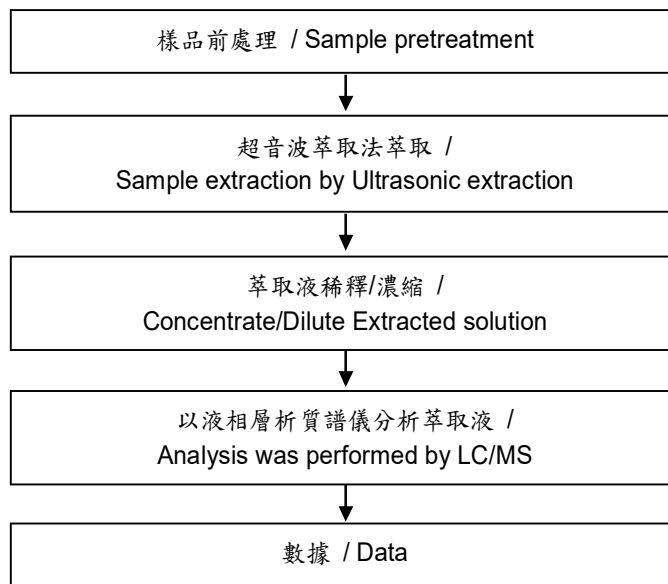 樣品前處理 / Sample pretreatment
超音波萃取法萃取 /
Sample extraction by Ultrasonic extraction
萃取液稀釋/濃縮 /
Concentrate/Dilute Extracted solution
以液相層析質譜儀分析萃取液 /
Analysis was performed by LC/MS
數據 / Data